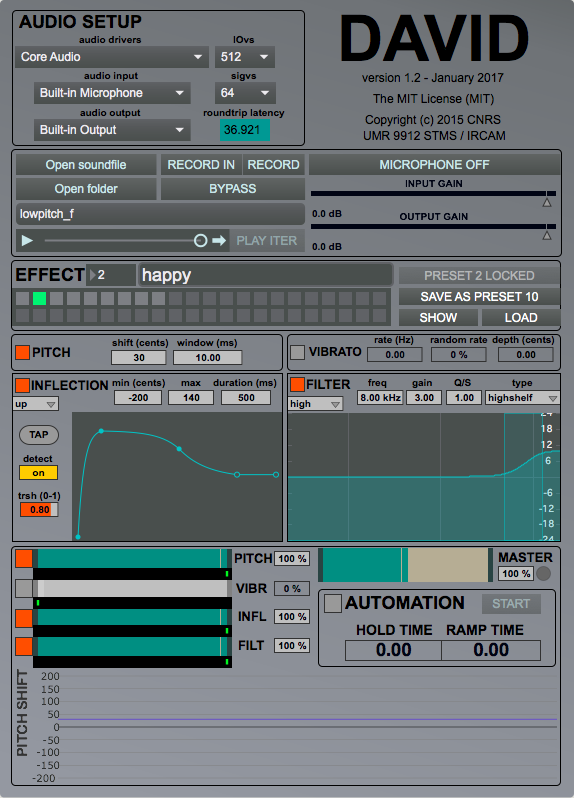 AUDIO SETUP
audio drivers IOvs
Core Audio 512
audio input sigvs
Built-in Microphone 64
audio output roundtrip latency
Built-in Output 36.921
DAVID
version 1.2 - January 2017
The MIT License (MIT)
Copyright (c) 2015 CNRS
UMR 9912 STMS / IRCAM
Open soundfile RECORD IN RECORD MICROPHONE OFF
Open folder BYPASS INPUT GAIN
lowpitch_f 0.0 dB
OUTPUT GAIN
PLAY ITER 0.0 dB
EFFECT 2 happy PRESET 2 LOCKED
SAVE AS PRESET 10
SHOW LOAD
PITCH shift (cents) window (ms)
30 10.00
VIBRATO rate (Hz) random rate depth (cents)
0.00 0 % 0.00
INFLECTION min (cents) max duration (ms)
up -200 140 500
TAP
detect
on
trsh (0-1)
0.80
FILTER freq gain Q/S type
high 8.00 kHz 3.00 1.00 highshelf
24
18
12
6
-6
-12
-18
-24
PITCH 100 %
VIBR 0 %
INFL 100 %
FILT 100 %
MASTER
100 %
AUTOMATION START
HOLD TIME RAMP TIME
0.00 0.00
PITCH SHIFT
200
150
100
50
0
-50
-100
-150
-200